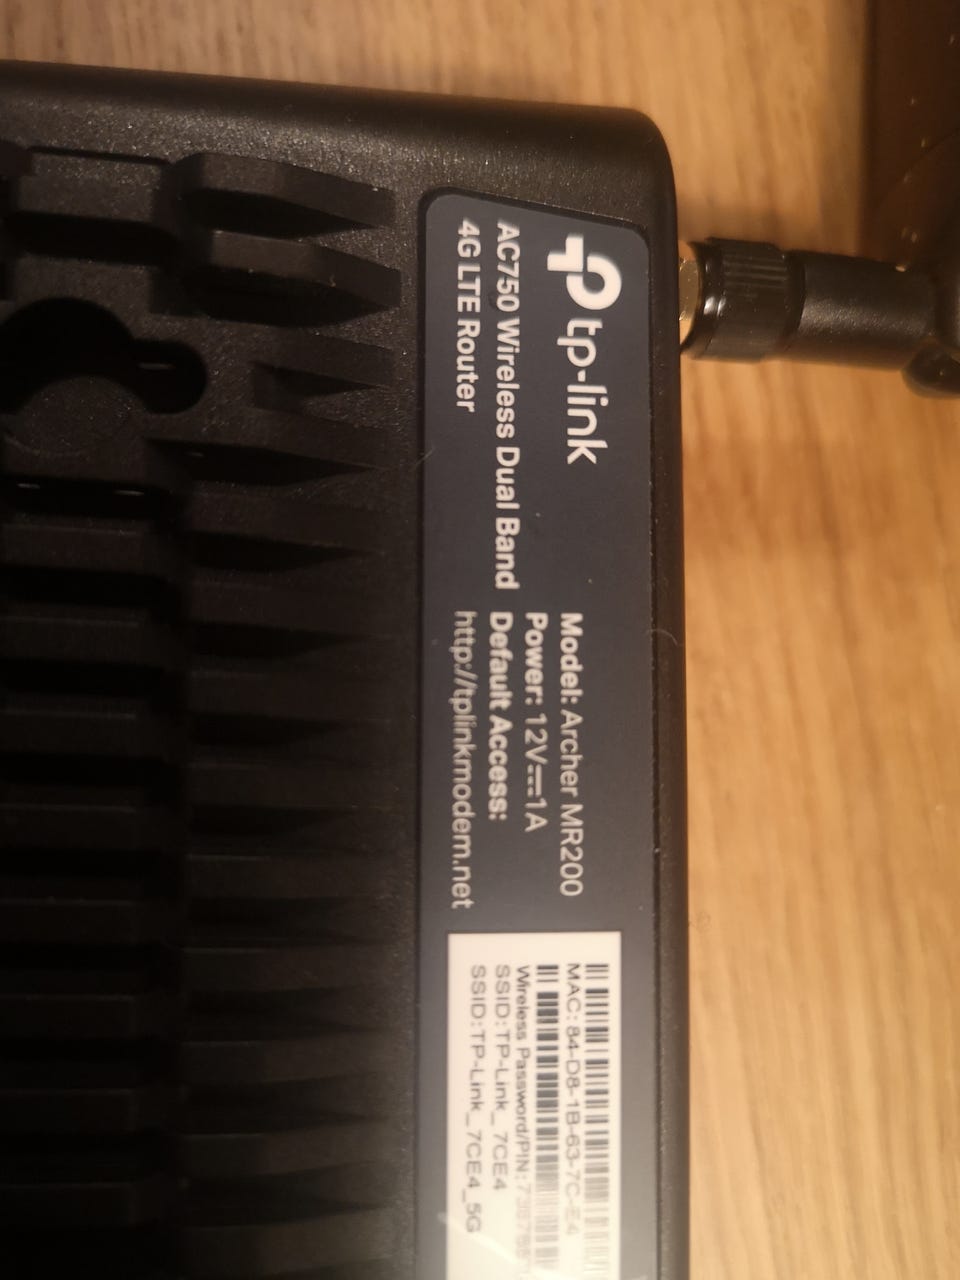 tp-link
AC750 Wireless Dual Band
4G LTE Router
Model: Archer MR200
Power: 12V⎓1A
Default Access:
http://tplinkmodem.net
MAC: 84-D8-1B-63-7C-E4
Wireless Password/PIN:
SSID:TP-Link_7CE4
SSID:TP-Link_7CE4_5G